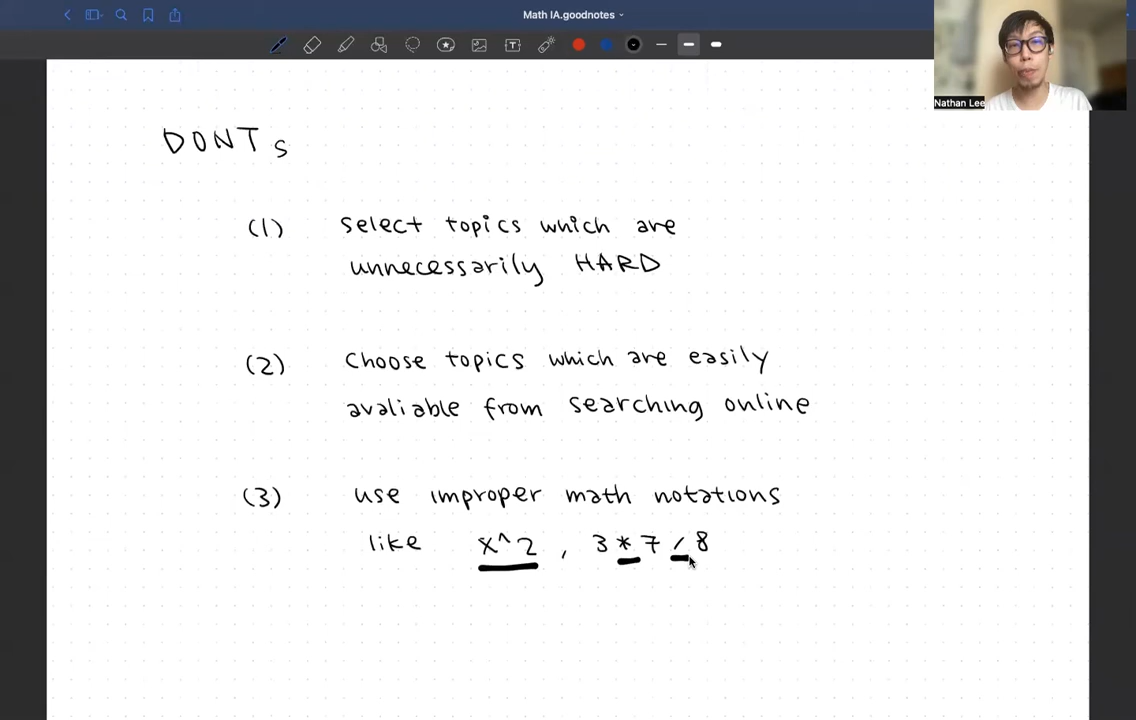 Math IA.goodnotes
Nathan Lee
DONTs
(1) select topics which are
unnecessarily HARD
(2) Choose topics which are easily
avaliable from searching online
(3) use improper math notations
like x^2 , 3 * 7 / 8